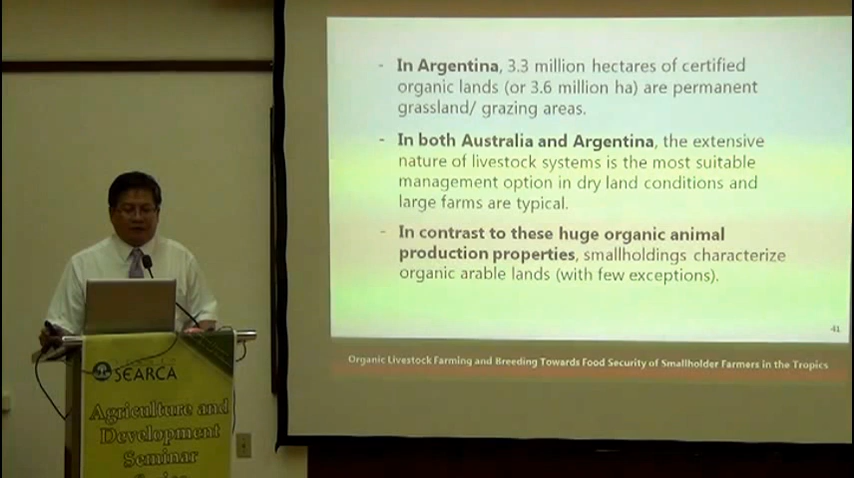 - In Argentina, 3.3 million hectares of certified
organic lands (or 3.6 million ha) are permanent
grassland/ grazing areas.
- In both Australia and Argentina, the extensive
nature of livestock systems is the most suitable
management option in dry land conditions and
large farms are typical.
- In contrast to these huge organic animal
production properties, smallholdings characterize
organic arable lands (with few exceptions).
41
Organic Livestock Farming and Breeding Towards Food Security of Smallholder Farmers in the Tropics
SEARCA
Agriculture and
Development
Seminar